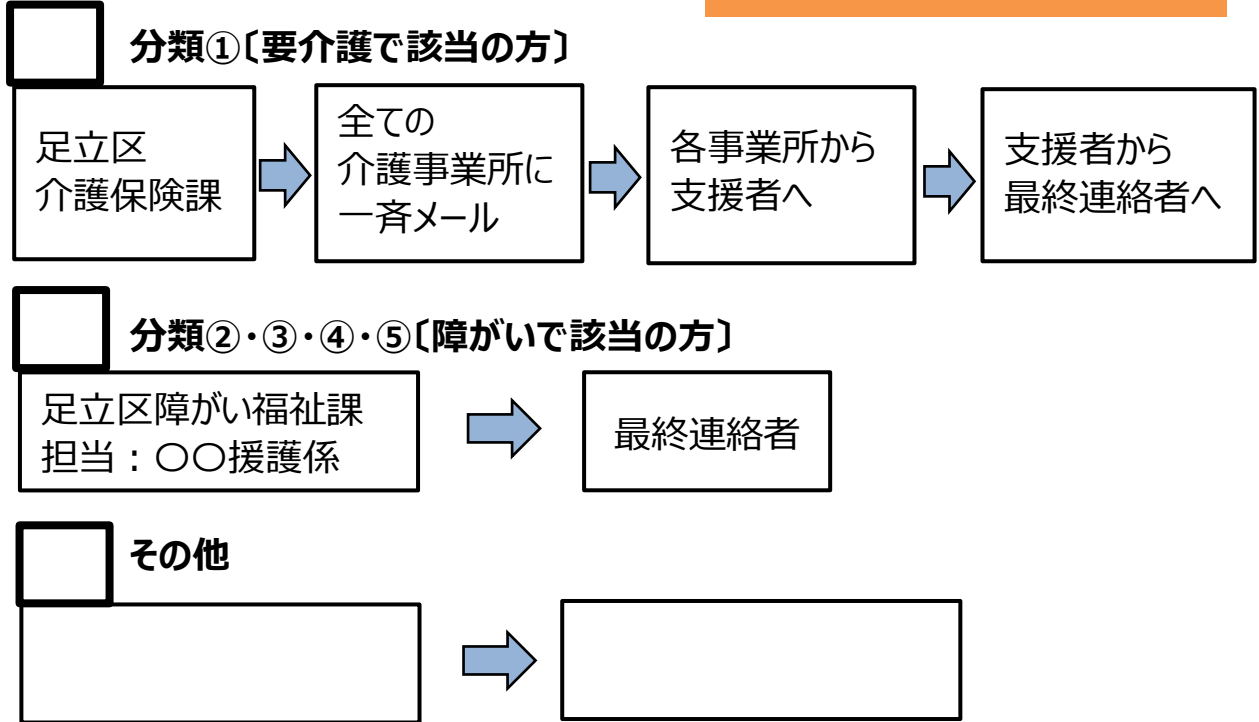 分類①〔要介護で該当の方〕
足立区
介護保険課
全ての
介護事業所に
一斉メール
各事業所から
支援者へ
支援者から
最終連絡者へ
分類②・③・④・⑤〔障がいで該当の方〕
足立区障がい福祉課
担当：〇〇援護係
最終連絡者
その他